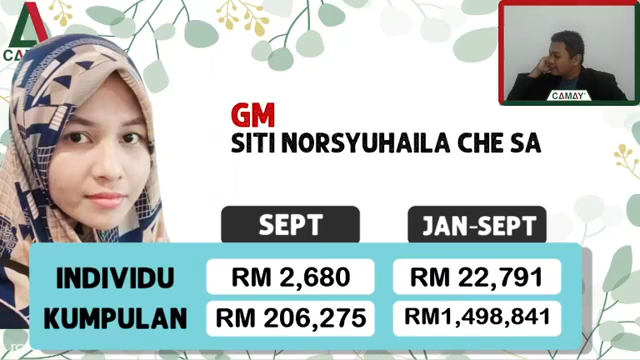 CAMAY
GM
SITI NORSYUHAILA CHE SA
SEPT
JAN-SEPT
INDIVIDU
RM 2,680
RM 22,791
KUMPULAN
RM 206,275
RM1,498,841